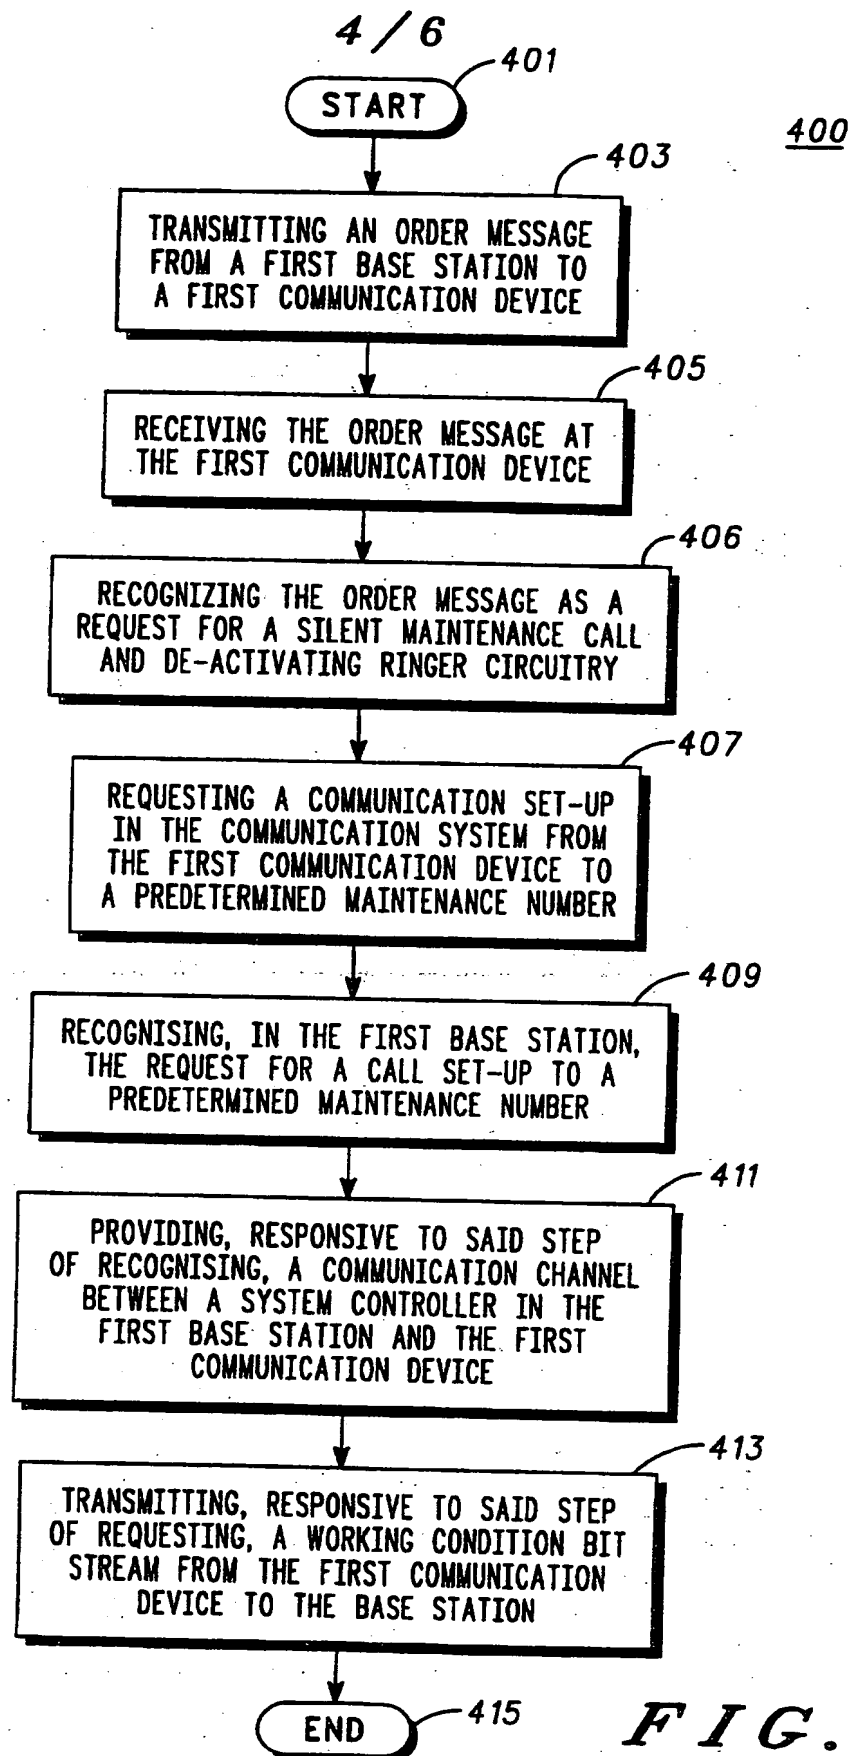 4/6
401
START
400
403
TRANSMITTING AN ORDER MESSAGE
FROM A FIRST BASE STATION TO
A FIRST COMMUNICATION DEVICE
405
RECEIVING THE ORDER MESSAGE AT
THE FIRST COMMUNICATION DEVICE
406
RECOGNIZING THE ORDER MESSAGE AS A
REQUEST FOR A SILENT MAINTENANCE CALL
AND DE-ACTIVATING RINGER CIRCUITRY
407
REQUESTING A COMMUNICATION SET-UP
IN THE COMMUNICATION SYSTEM FROM
THE FIRST COMMUNICATION DEVICE TO
A PREDETERMINED MAINTENANCE NUMBER
409
RECOGNISING, IN THE FIRST BASE STATION,
THE REQUEST FOR A CALL SET-UP TO A
PREDETERMINED MAINTENANCE NUMBER
411
PROVIDING, RESPONSIVE TO SAID STEP
OF RECOGNISING, A COMMUNICATION CHANNEL
BETWEEN A SYSTEM CONTROLLER IN THE
FIRST BASE STATION AND THE FIRST
COMMUNICATION DEVICE
413
TRANSMITTING, RESPONSIVE TO SAID STEP
OF REQUESTING, A WORKING CONDITION BIT
STREAM FROM THE FIRST COMMUNICATION
DEVICE TO THE BASE STATION
END
415
FIG.